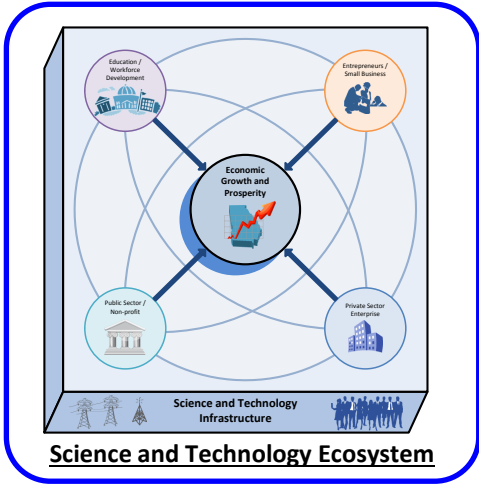 Education /
Workforce
Development
Entrepreneurs /
Small Business
Economic
Growth and
Prosperity
Public Sector /
Non-profit
Private Sector
Enterprise
Science and Technology
Infrastructure
Science and Technology Ecosystem